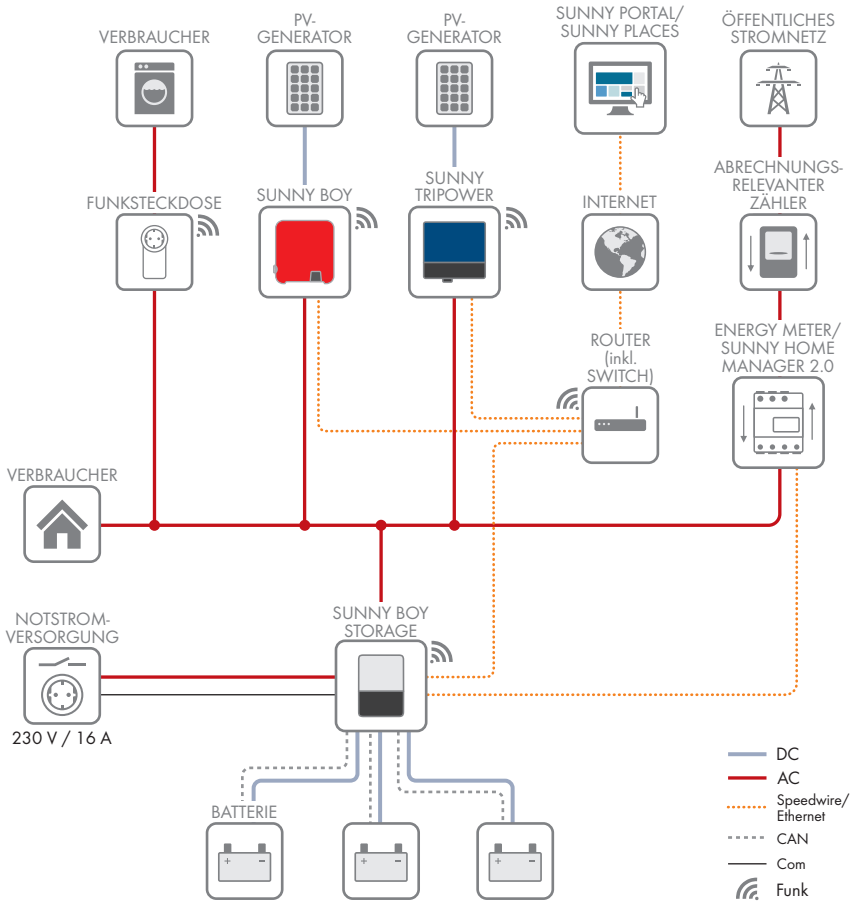 VERBRAUCHER
PV-
GENERATOR
PV-
GENERATOR
SUNNY PORTAL/
SUNNY PLACES
ÖFFENTLICHES
STROMNETZ
FUNKSTECKDOSE
SUNNY BOY
SUNNY
TRIPOWER
INTERNET
ABRECHNUNGS-
RELEVANTER
ZÄHLER
ROUTER
(inkl.
SWITCH)
ENERGY METER/
SUNNY HOME
MANAGER 2.0
VERBRAUCHER
NOTSTROM-
VERSORGUNG
230 V / 16 A
SUNNY BOY
STORAGE
BATTERIE
+ −
+ −
+ −
DC
AC
Speedwire/
Ethernet
CAN
Com
Funk